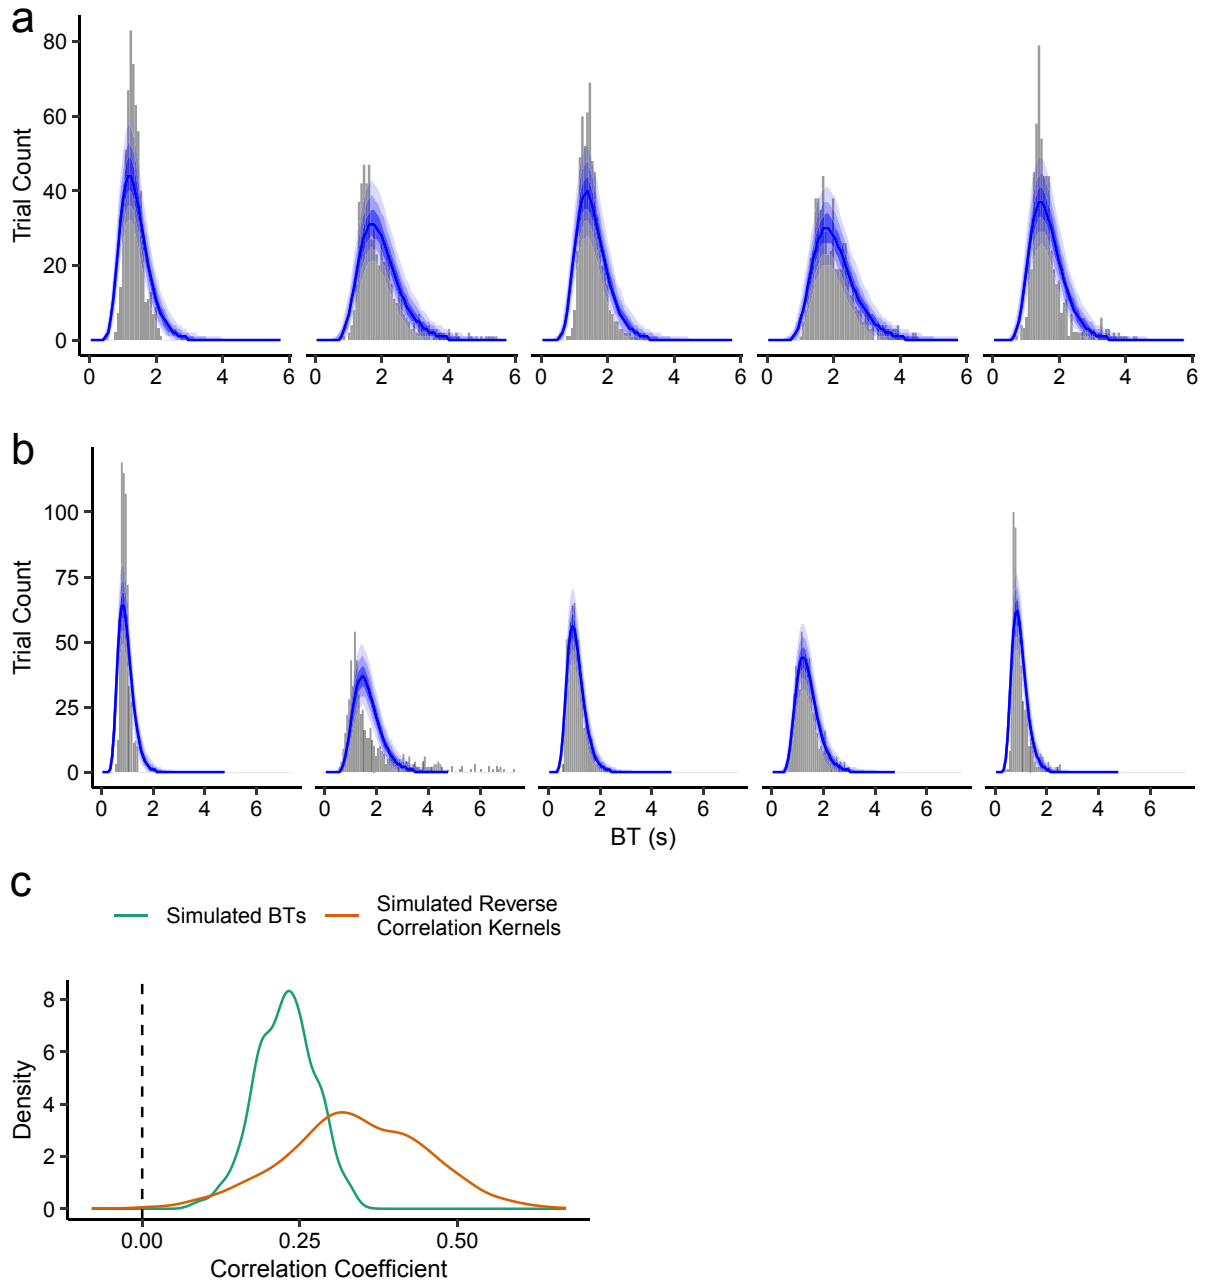 a
80
60
40
20
0
Trial Count
0 2 4 6 0 2 4 6 0 2 4 6 0 2 4 6 0 2 4 6
b
100
75
50
25
0
Trial Count
0 2 4 6 0 2 4 6 0 2 4 6 0 2 4 6 0 2 4 6
BT (s)
c
Simulated BTs
Simulated Reverse
Correlation Kernels
8
6
4
2
0
Density
0.00 0.25 0.50
Correlation Coefficient